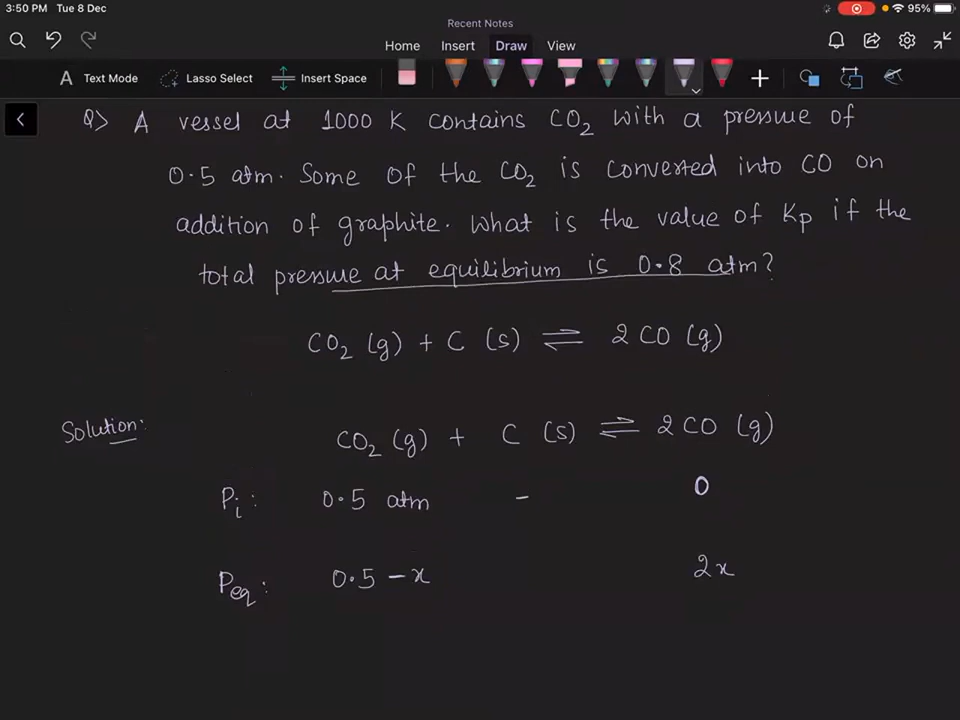 3:50 PM Tue 8 Dec
95%
Recent Notes
Home Insert Draw View
Text Mode Lasso Select Insert Space
Q> A vessel at 1000 K contains CO2 with a pressure of
0.5 atm. Some of the CO2 is converted into CO on
addition of graphite. What is the value of Kp if the
total pressure at equilibrium is 0.8 atm?
CO2 (g) + C (s) ⇌ 2 CO (g)
Solution:
CO2 (g) + C (s) ⇌ 2 CO (g)
Pi: 0.5 atm - 0
Peq: 0.5 - x 2x